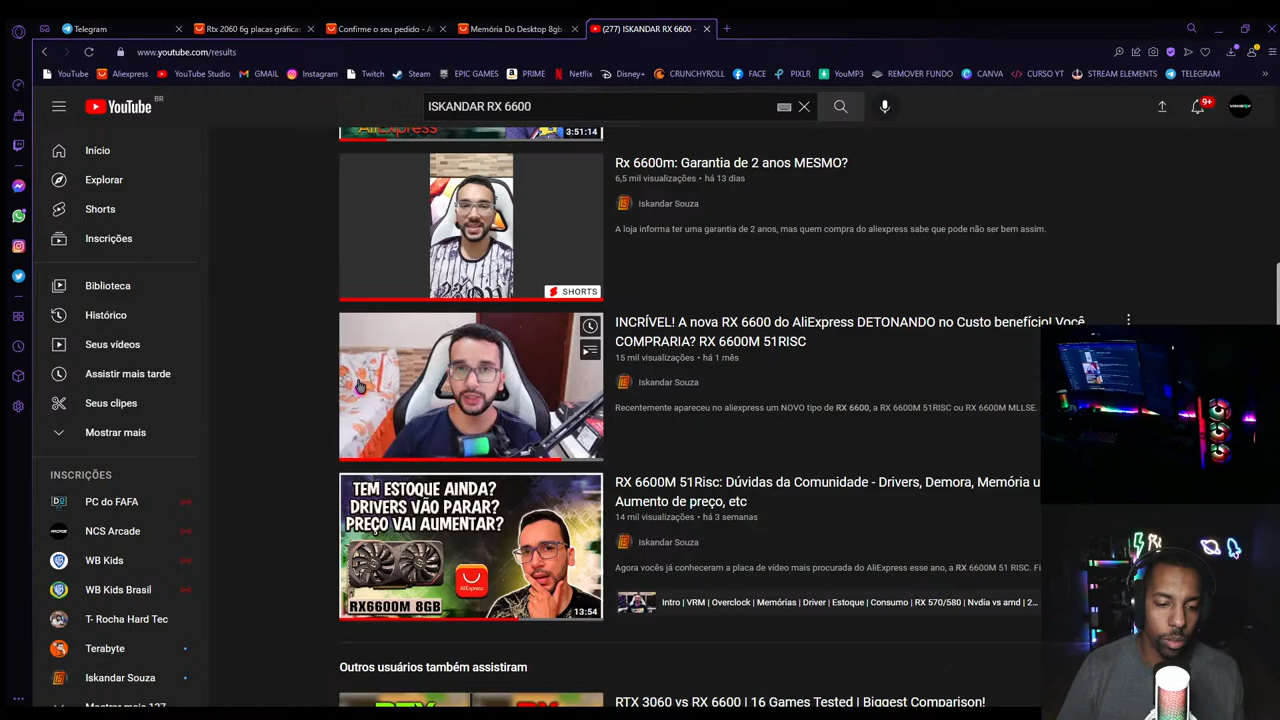 Telegram
Rtx 2060 6g placas gráficas
Confirme o seu pedido - A
Memória Do Desktop 8gb
(277) ISKANDAR RX 6600 -
www.youtube.com/results
YouTube
Aliexpress
YouTube Studio
GMAIL
Instagram
Twitch
Steam
EPIC GAMES
PRIME
Netflix
Disney+
CRUNCHYROLL
FACE
PIXLR
YouMP3
REMOVER FUNDO
CANVA
CURSO YT
STREAM ELEMENTS
TELEGRAM
YouTube BR
ISKANDAR RX 6600
9+
Início
Explorar
Shorts
Inscrições
Biblioteca
Histórico
Seus vídeos
Assistir mais tarde
Seus clipes
Mostrar mais
INSCRIÇÕES
PC do FAFA
NCS Arcade
WB Kids
WB Kids Brasil
T- Rocha Hard Tec
Terabyte
Iskandar Souza
Mostrar mais 127
AliExpress
3:51:14
SHORTS
Rx 6600m: Garantia de 2 anos MESMO?
6,5 mil visualizações • há 13 dias
Iskandar Souza
A loja informa ter uma garantia de 2 anos, mas quem compra do aliexpress sabe que pode não ser bem assim.
INCRÍVEL! A nova RX 6600 do AliExpress DETONANDO no Custo benefício! Você
COMPRARIA? RX 6600M 51RISC
15 mil visualizações • há 1 mês
Iskandar Souza
Recentemente apareceu no aliexpress um NOVO tipo de RX 6600, a RX 6600M 51RISC ou RX 6600M MLLSE.
TEM ESTOQUE AINDA?
DRIVERS VÃO PARAR?
PREÇO VAI AUMENTAR?
AliExpress
RX6600M 8GB
13:54
RX 6600M 51Risc: Dúvidas da Comunidade - Drivers, Demora, Memória u
Aumento de preço, etc
14 mil visualizações • há 3 semanas
Iskandar Souza
Agora vocês já conheceram a placa de vídeo mais procurada do AliExpress esse ano, a RX 6600M 51 RISC. Fi
Intro | VRM | Overclock | Memórias | Driver | Estoque | Consumo | RX 570/580 | Nvdia vs amd | 2...
Outros usuários também assistiram
RTX 3060 vs RX 6600 | 16 Games Tested | Biggest Comparison!